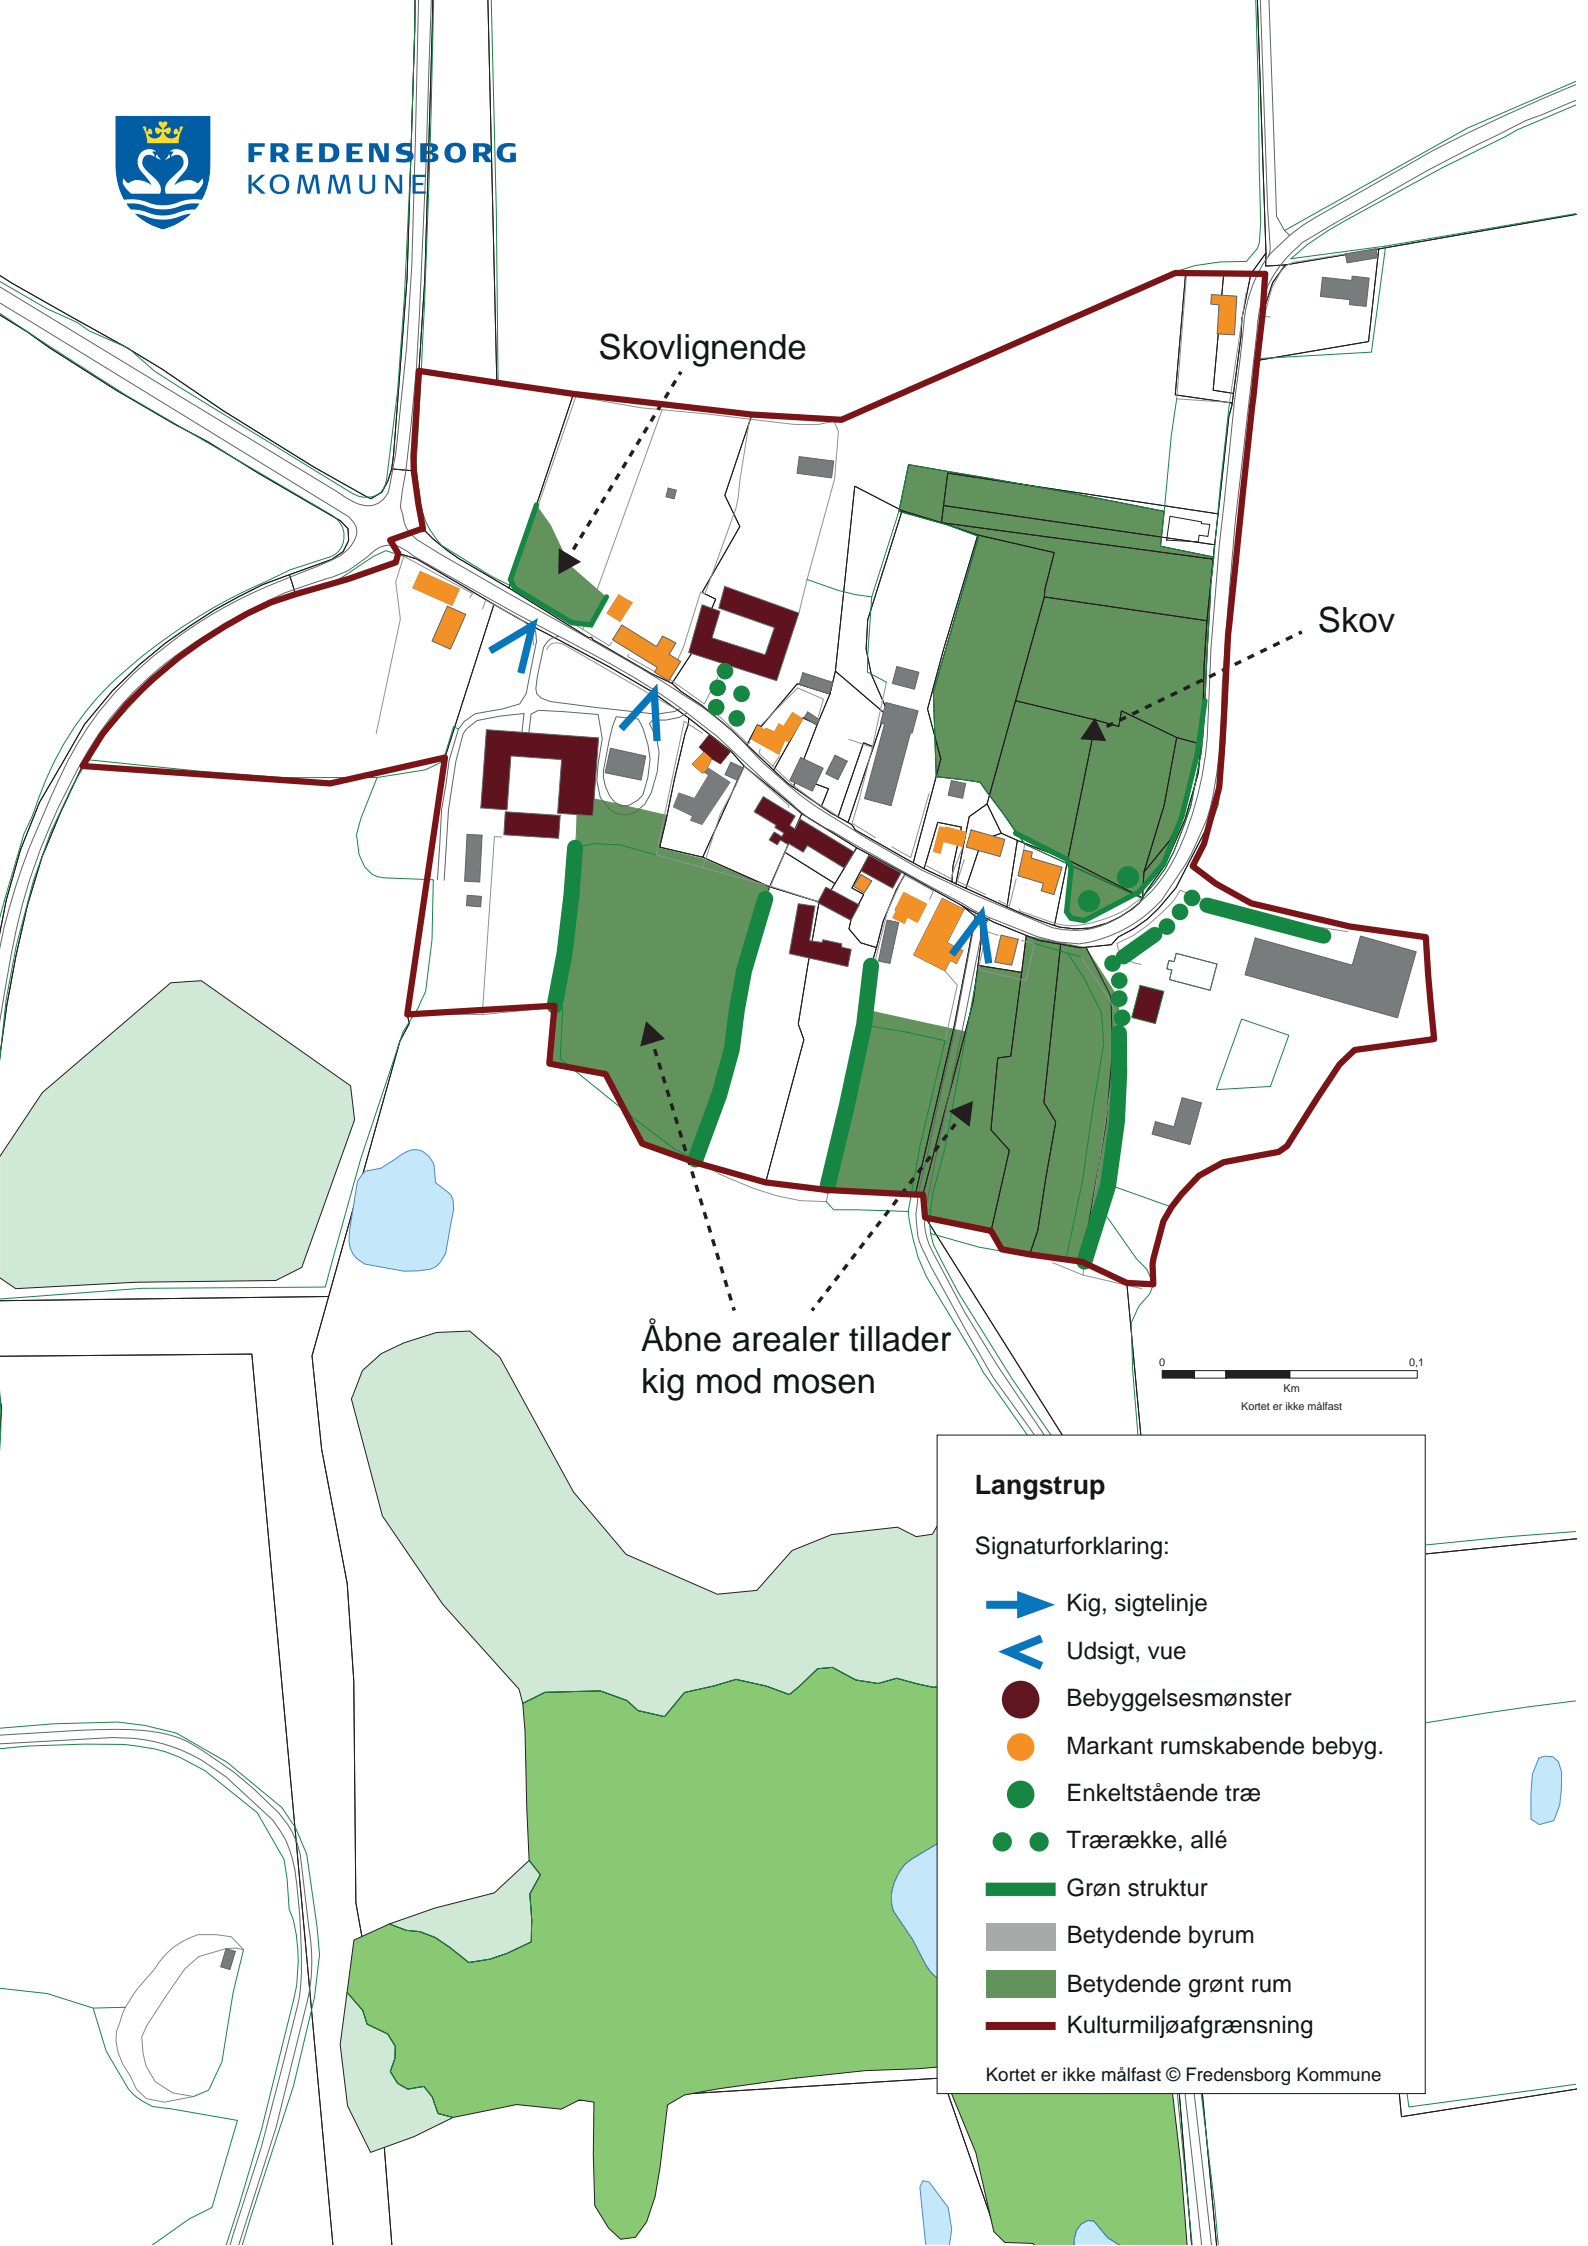 FREDENSBORG
KOMMUNE
Skovlignende
Skov
Åbne arealer tillader
kig mod mosen
0 0,1
Km
Kortet er ikke målfast
Langstrup
Signaturforklaring:
Kig, sigtelinje
Udsigt, vue
Bebyggelsesmønster
Markant rumskabende bebyg.
Enkeltstående træ
Trærække, allé
Grøn struktur
Betydende byrum
Betydende grønt rum
Kulturmiljøafgrænsning
Kortet er ikke målfast © Fredensborg Kommune